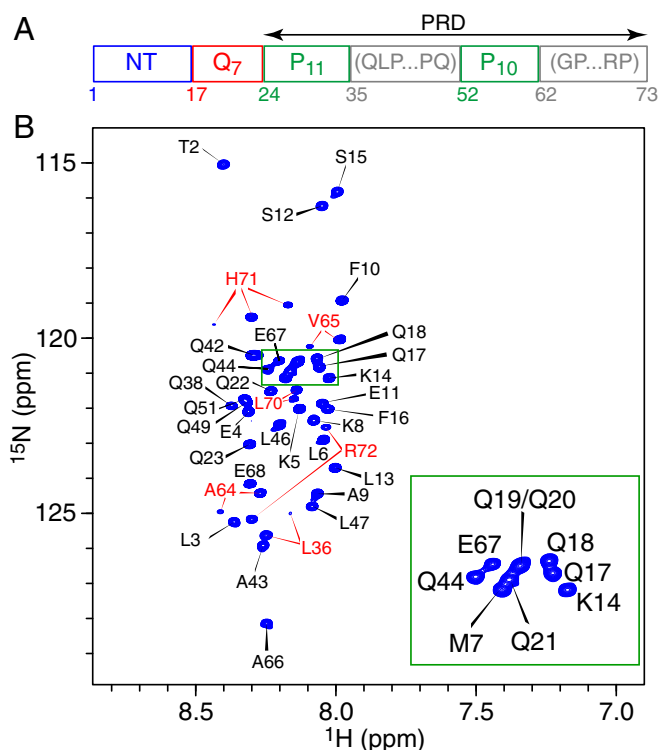 A
PRD
NT Q7 P11 (QLP...PQ) P10 (GP...RP)
1 17 24 35 52 62 73
B
115
120
125
15N (ppm)
T2
S15
S12
H71
F10
V65
E67
Q42
Q18
Q44
Q17
Q38
Q22
K14
Q51
L70
E11
Q49
K8
F16
E4
L46
K5
L6
R72
Q23
L13
E68
A64
A9
L3
L47
L36
A43
A66
Q19/Q20
E67
Q18
Q44
Q17
K14
M7
Q21
8.5 8.0 7.5 7.0
1H (ppm)